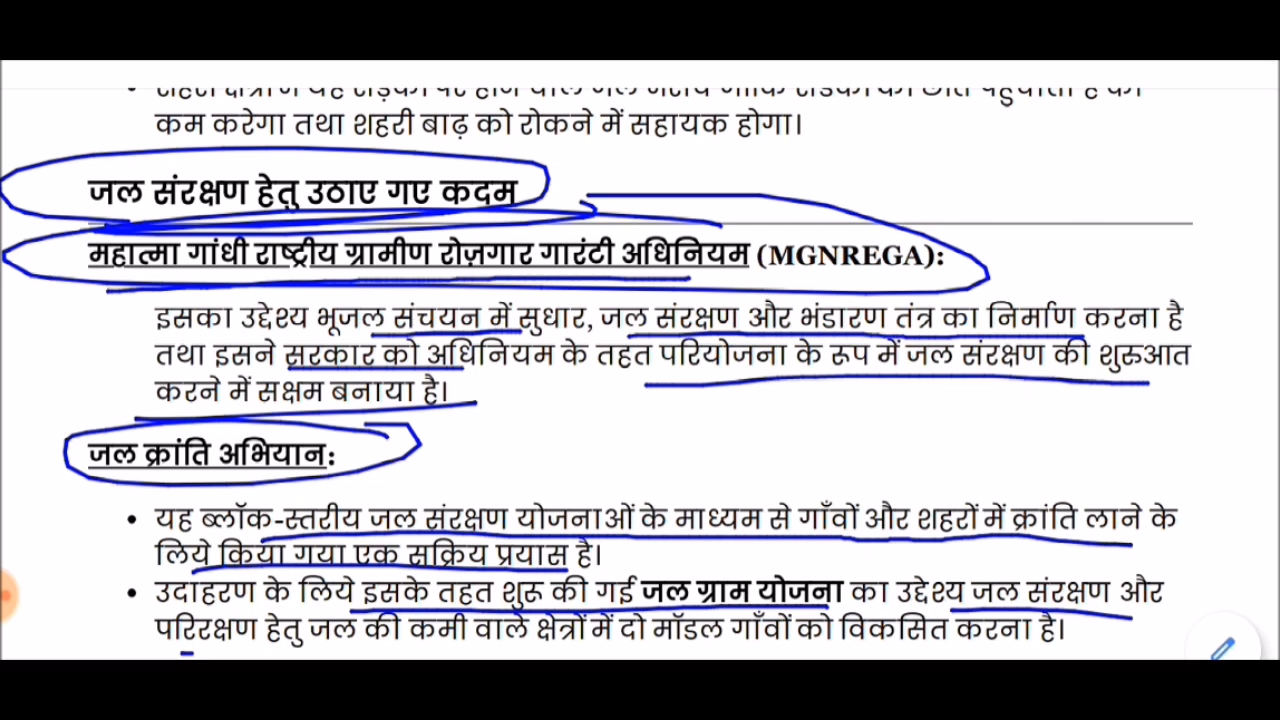 कम करेगा तथा शहरी बाढ़ को रोकने में सहायक होगा।
जल संरक्षण हेतु उठाए गए कदम
महात्मा गांधी राष्ट्रीय ग्रामीण रोज़गार गारंटी अधिनियम (MGNREGA):
इसका उद्देश्य भूजल संचयन में सुधार, जल संरक्षण और भंडारण तंत्र का निर्माण करना है
तथा इसने सरकार को अधिनियम के तहत परियोजना के रूप में जल संरक्षण की शुरुआत
करने में सक्षम बनाया है।
जल क्रांति अभियान:
• यह ब्लॉक-स्तरीय जल संरक्षण योजनाओं के माध्यम से गाँवों और शहरों में क्रांति लाने के
लिये किया गया एक सक्रिय प्रयास है।
• उदाहरण के लिये इसके तहत शुरू की गई जल ग्राम योजना का उद्देश्य जल संरक्षण और
परिरक्षण हेतु जल की कमी वाले क्षेत्रों में दो मॉडल गाँवों को विकसित करना है।